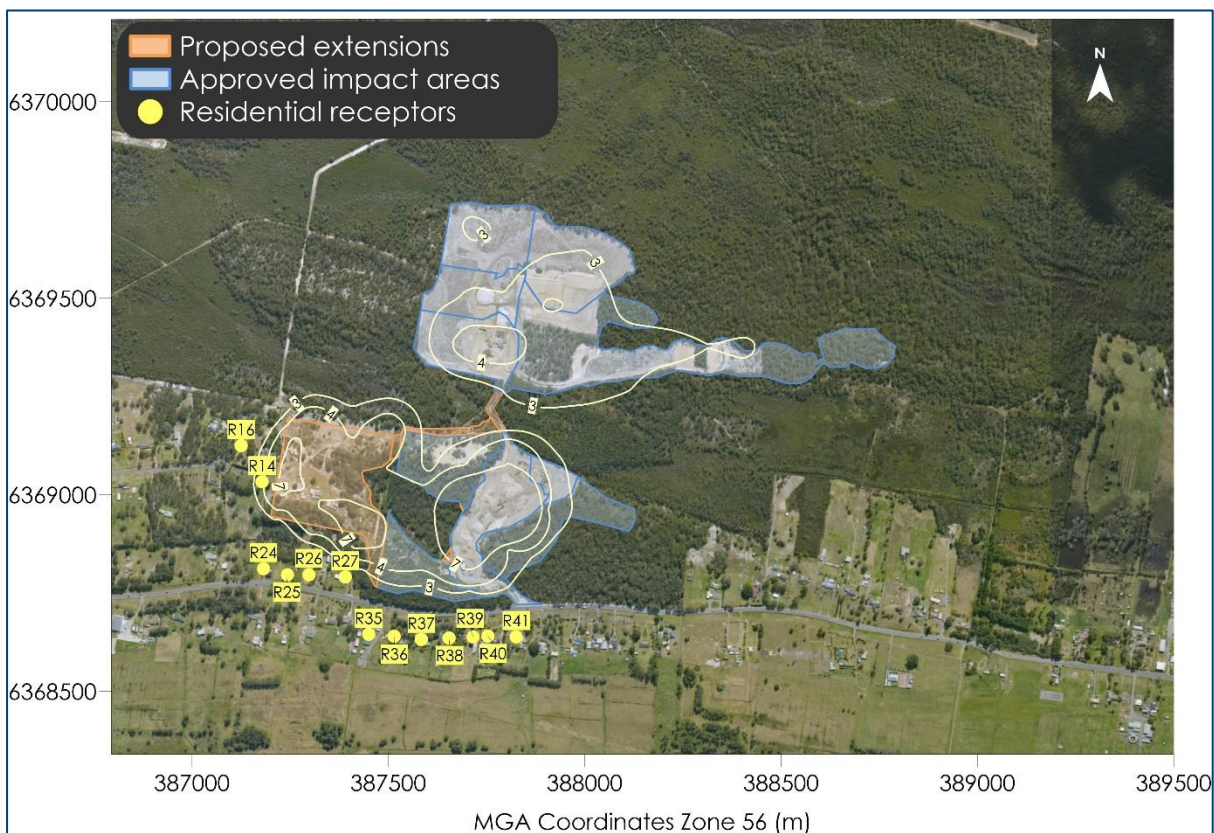 Proposed extensions
Approved impact areas
Residential receptors
N
6370000
6369500
6369000
6368500
3
3
4
3
3
4
7
7
7
7
4
3
R16
R14
R24
R25
R26
R27
R35
R36
R37
R38
R39
R40
R41
387000 387500 388000 388500 389000 389500
MGA Coordinates Zone 56 (m)